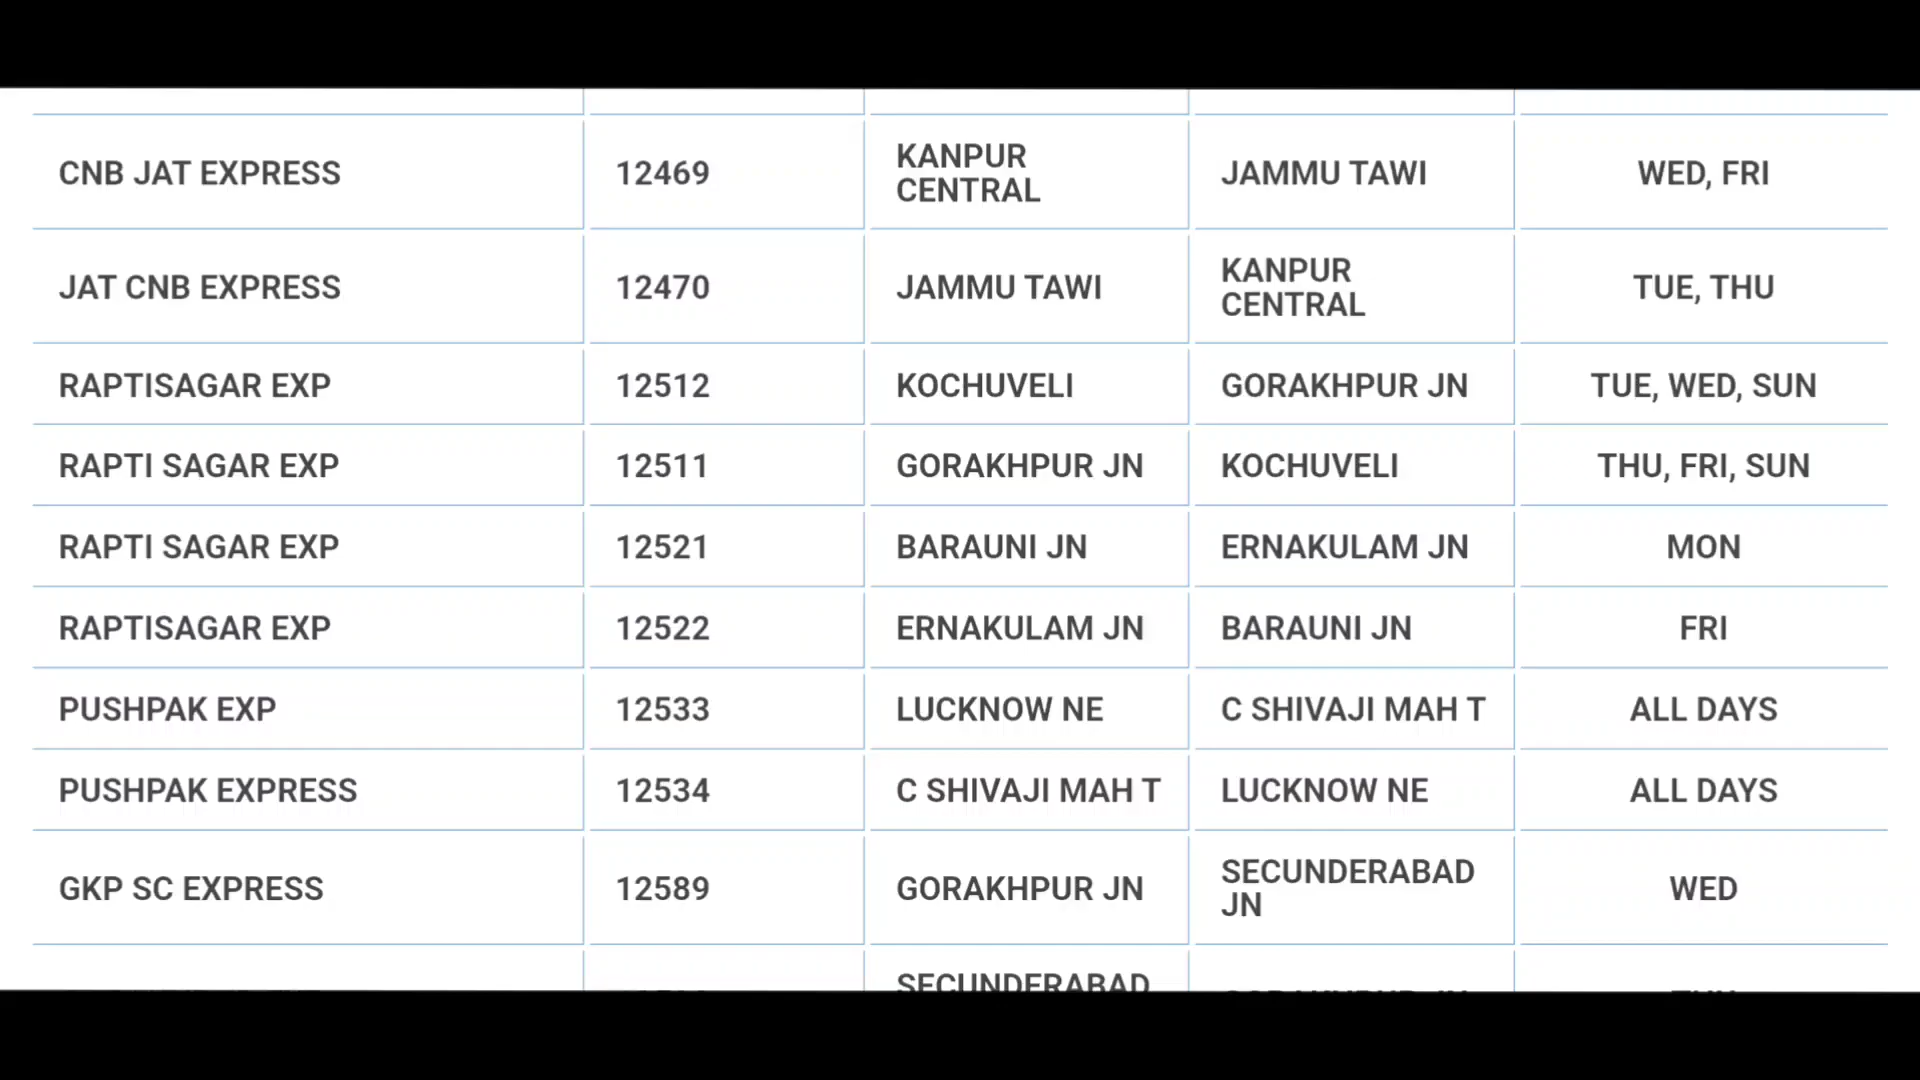 CNB JAT EXPRESS 12469 KANPUR CENTRAL JAMMU TAWI WED, FRI
JAT CNB EXPRESS 12470 JAMMU TAWI KANPUR CENTRAL TUE, THU
RAPTISAGAR EXP 12512 KOCHUVELI GORAKHPUR JN TUE, WED, SUN
RAPTI SAGAR EXP 12511 GORAKHPUR JN KOCHUVELI THU, FRI, SUN
RAPTI SAGAR EXP 12521 BARAUNI JN ERNAKULAM JN MON
RAPTISAGAR EXP 12522 ERNAKULAM JN BARAUNI JN FRI
PUSHPAK EXP 12533 LUCKNOW NE C SHIVAJI MAH T ALL DAYS
PUSHPAK EXPRESS 12534 C SHIVAJI MAH T LUCKNOW NE ALL DAYS
GKP SC EXPRESS 12589 GORAKHPUR JN SECUNDERABAD JN WED
SECUNDERABAD